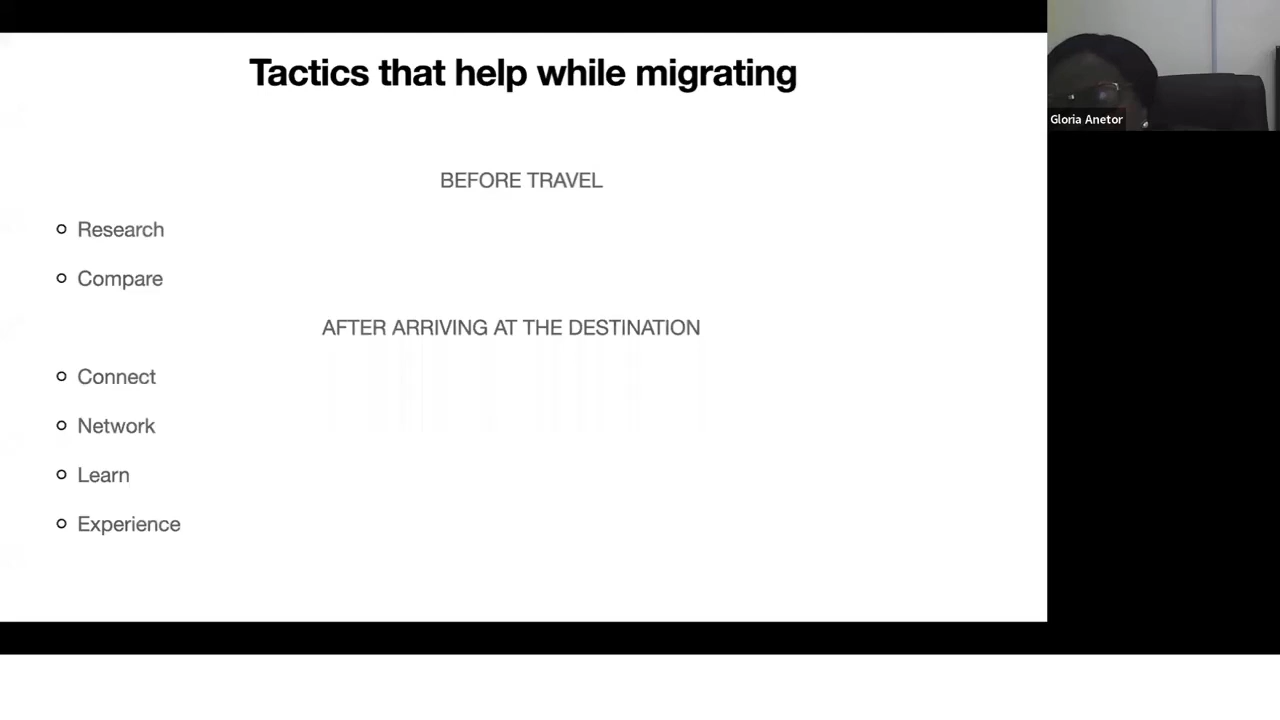 Tactics that help while migrating
Gloria Anetor
BEFORE TRAVEL
Research
Compare
AFTER ARRIVING AT THE DESTINATION
Connect
Network
Learn
Experience